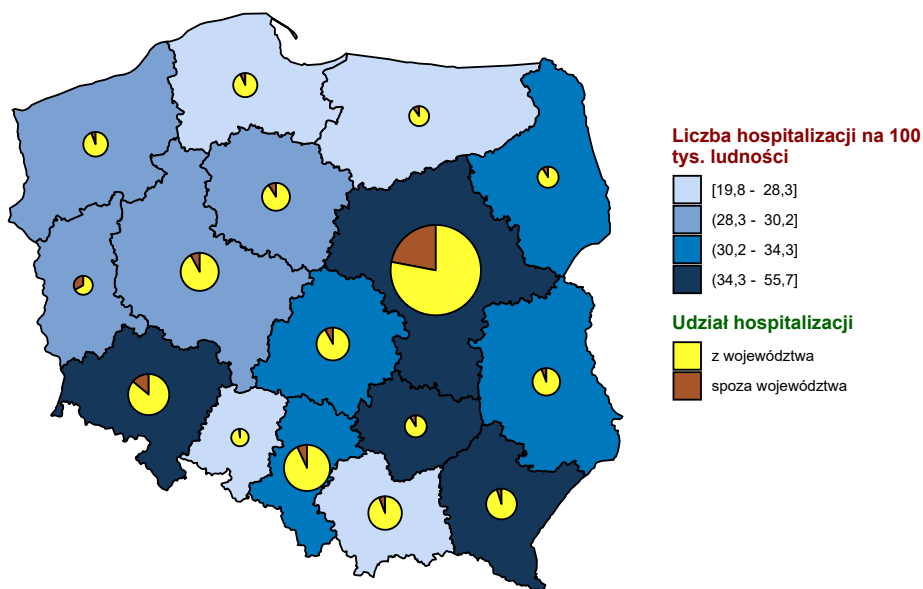 Liczba hospitalizacji na 100
tys. ludności
[19,8 - 28,3]
(28,3 - 30,2]
(30,2 - 34,3]
(34,3 - 55,7]
Udział hospitalizacji
z województwa
spoza województwa